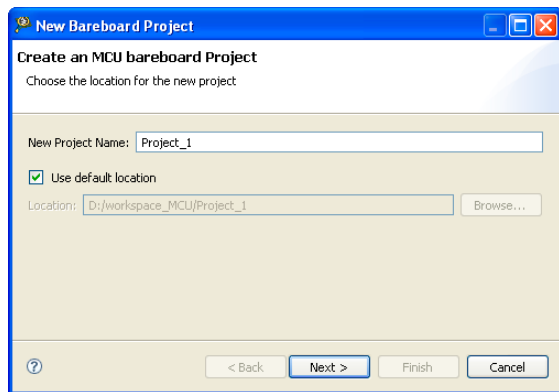 New Bareboard Project
Create an MCU bareboard Project
Choose the location for the new project
New Project Name: Project_1
Use default location
Location: D:/workspace_MCU/Project_1 Browse...
? < Back Next > Finish Cancel